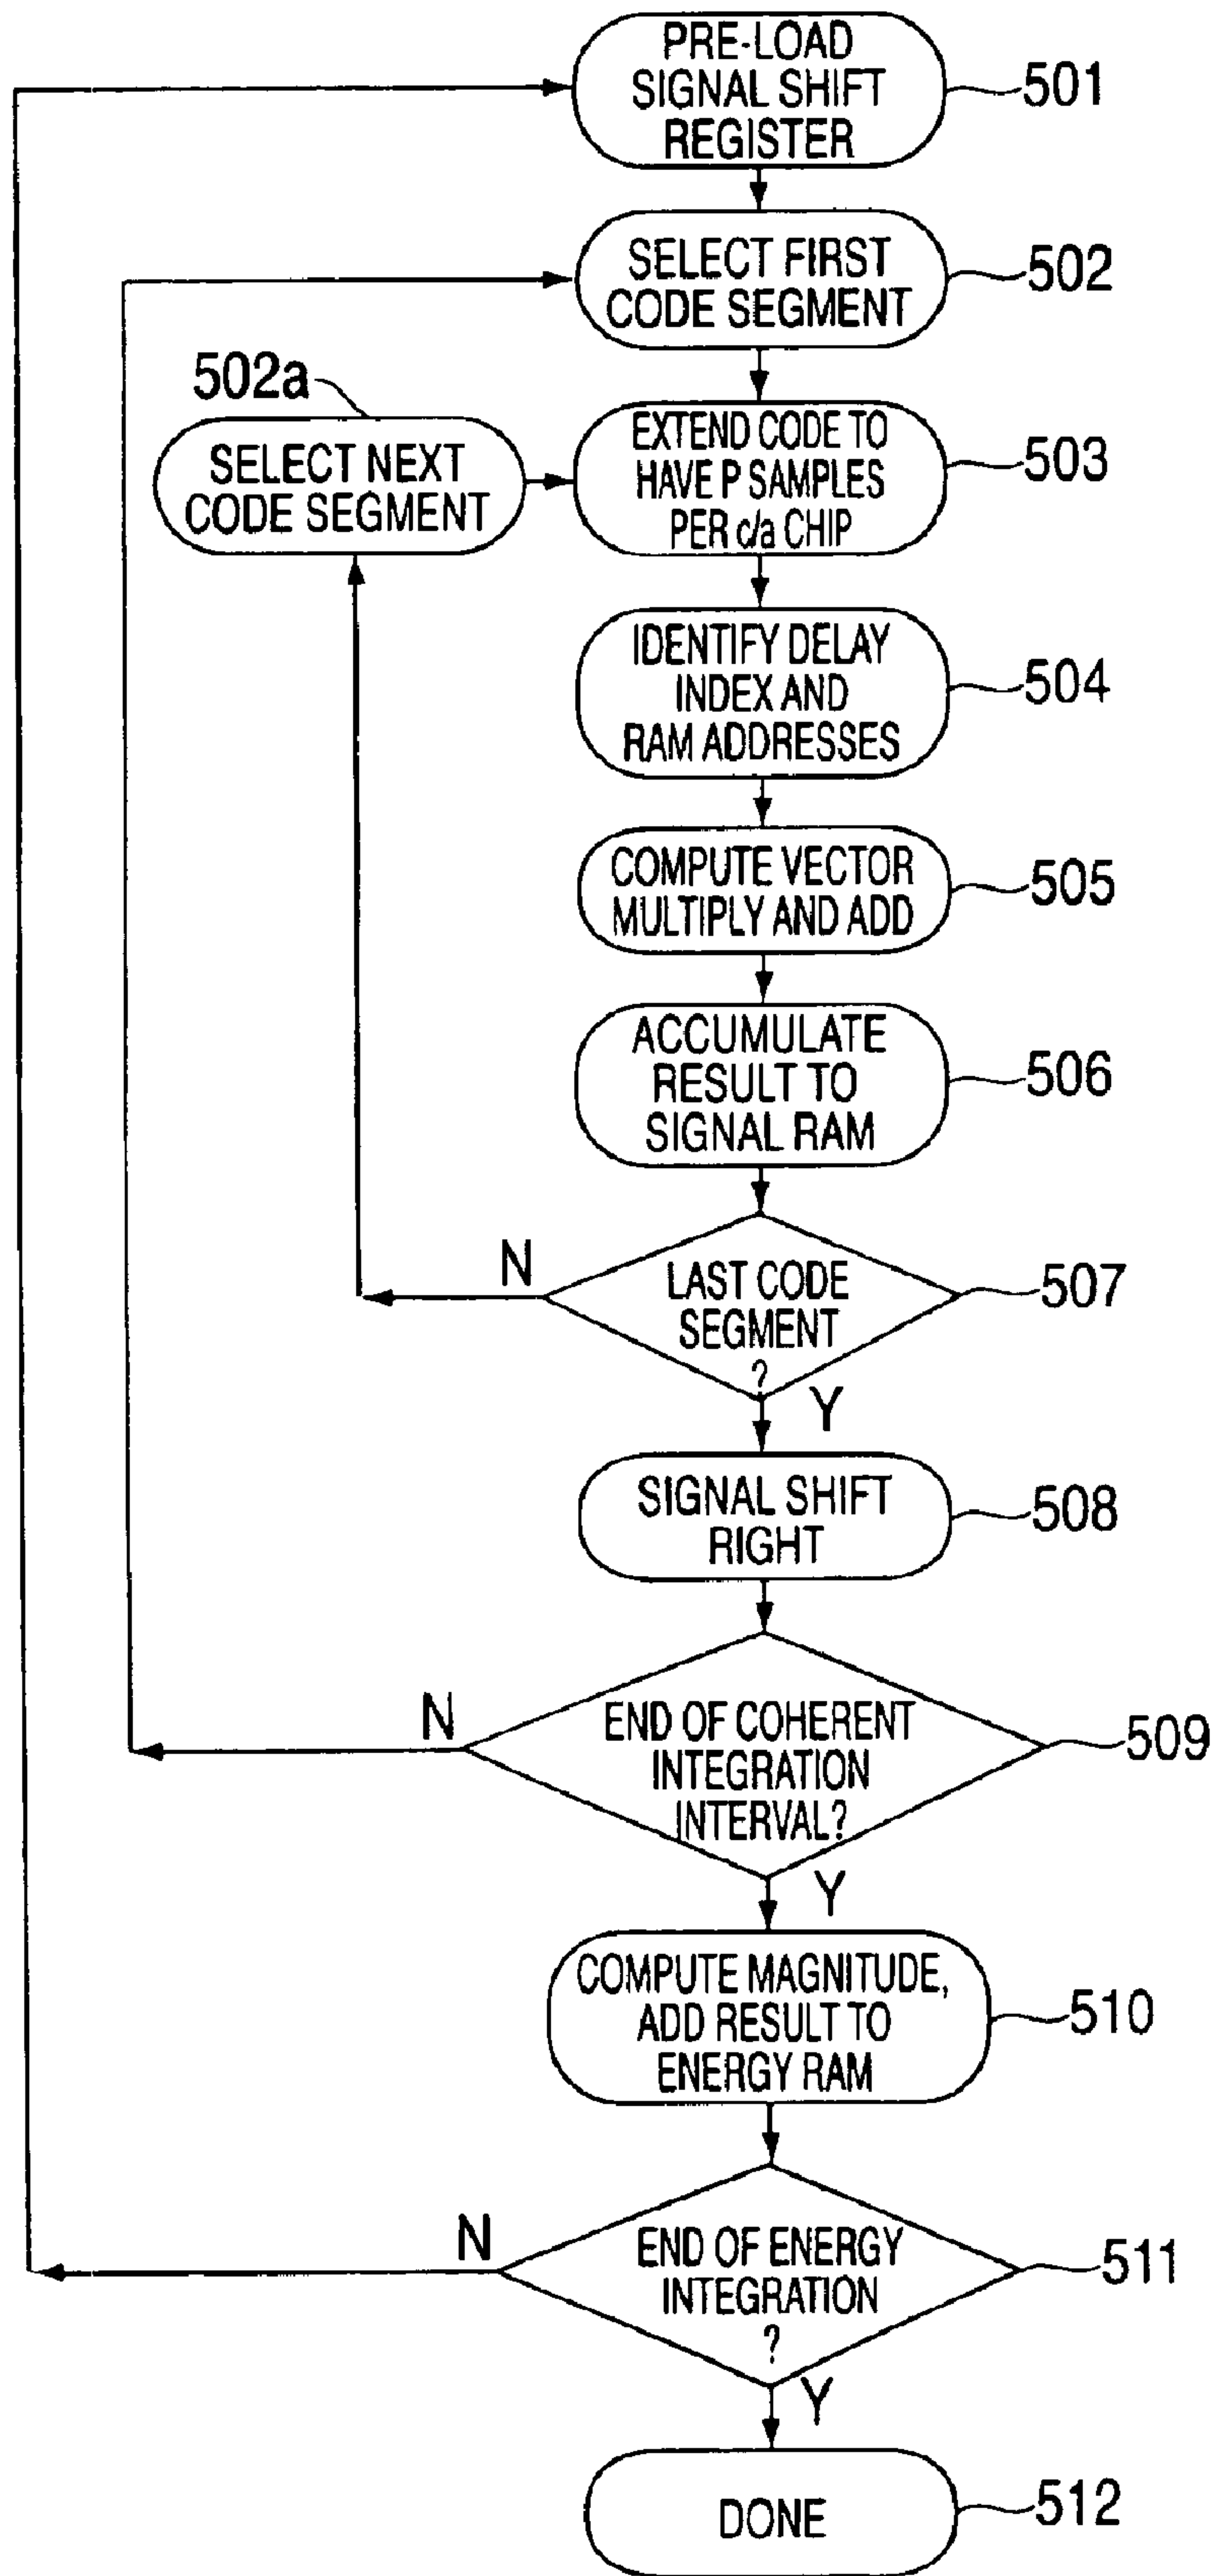 PRE-LOAD
SIGNAL SHIFT
REGISTER
501
SELECT FIRST
CODE SEGMENT
502
502a
SELECT NEXT
CODE SEGMENT
EXTEND CODE TO
HAVE P SAMPLES
PER c/a CHIP
503
IDENTIFY DELAY
INDEX AND
RAM ADDRESSES
504
COMPUTE VECTOR
MULTIPLY AND ADD
505
ACCUMULATE
RESULT TO
SIGNAL RAM
506
N
LAST CODE
SEGMENT
?
507
Y
SIGNAL SHIFT
RIGHT
508
N
END OF COHERENT
INTEGRATION
INTERVAL?
509
Y
COMPUTE MAGNITUDE,
ADD RESULT TO
ENERGY RAM
510
N
END OF ENERGY
INTEGRATION
?
511
Y
DONE
512